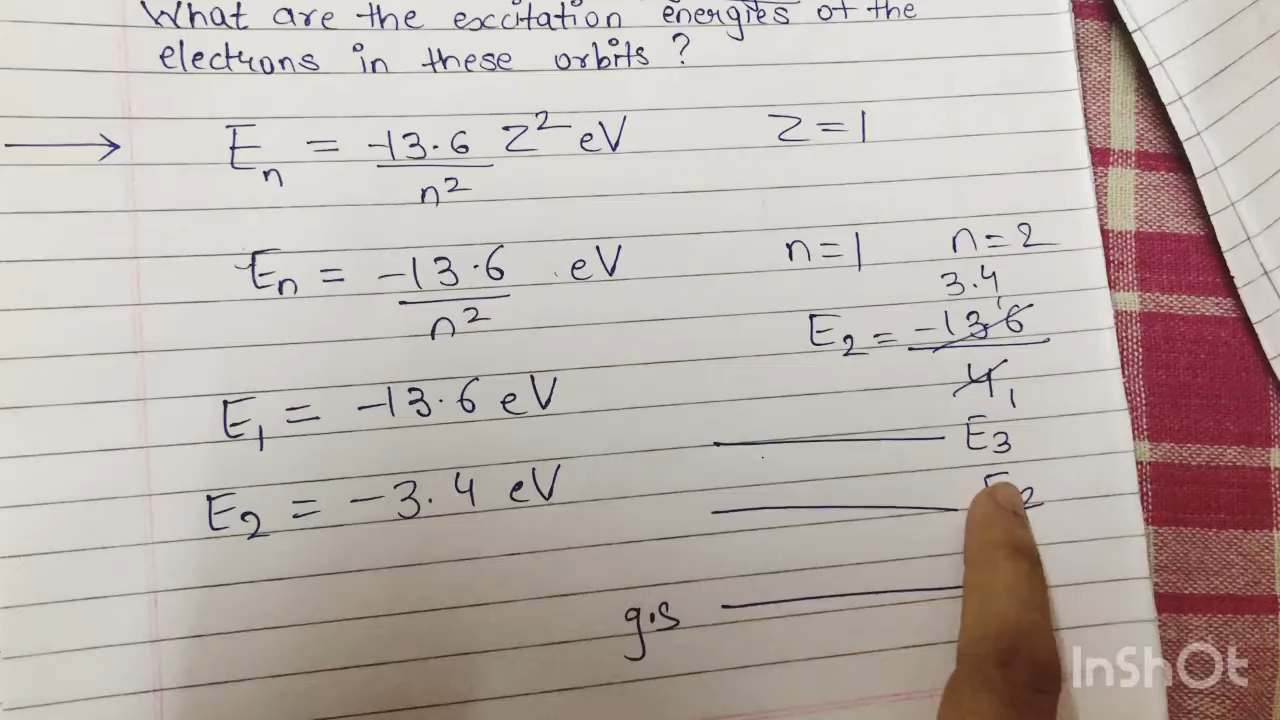 What are the excitation energies of the
electrons in these orbits ?
En = -13.6 Z² eV Z = 1
n²
En = -13.6 eV n = 1 n = 2
n²
3.4
E2 = -13.6
4 1
E1 = -13.6 eV
E3
E2 = -3.4 eV
2
g.s
InShOt